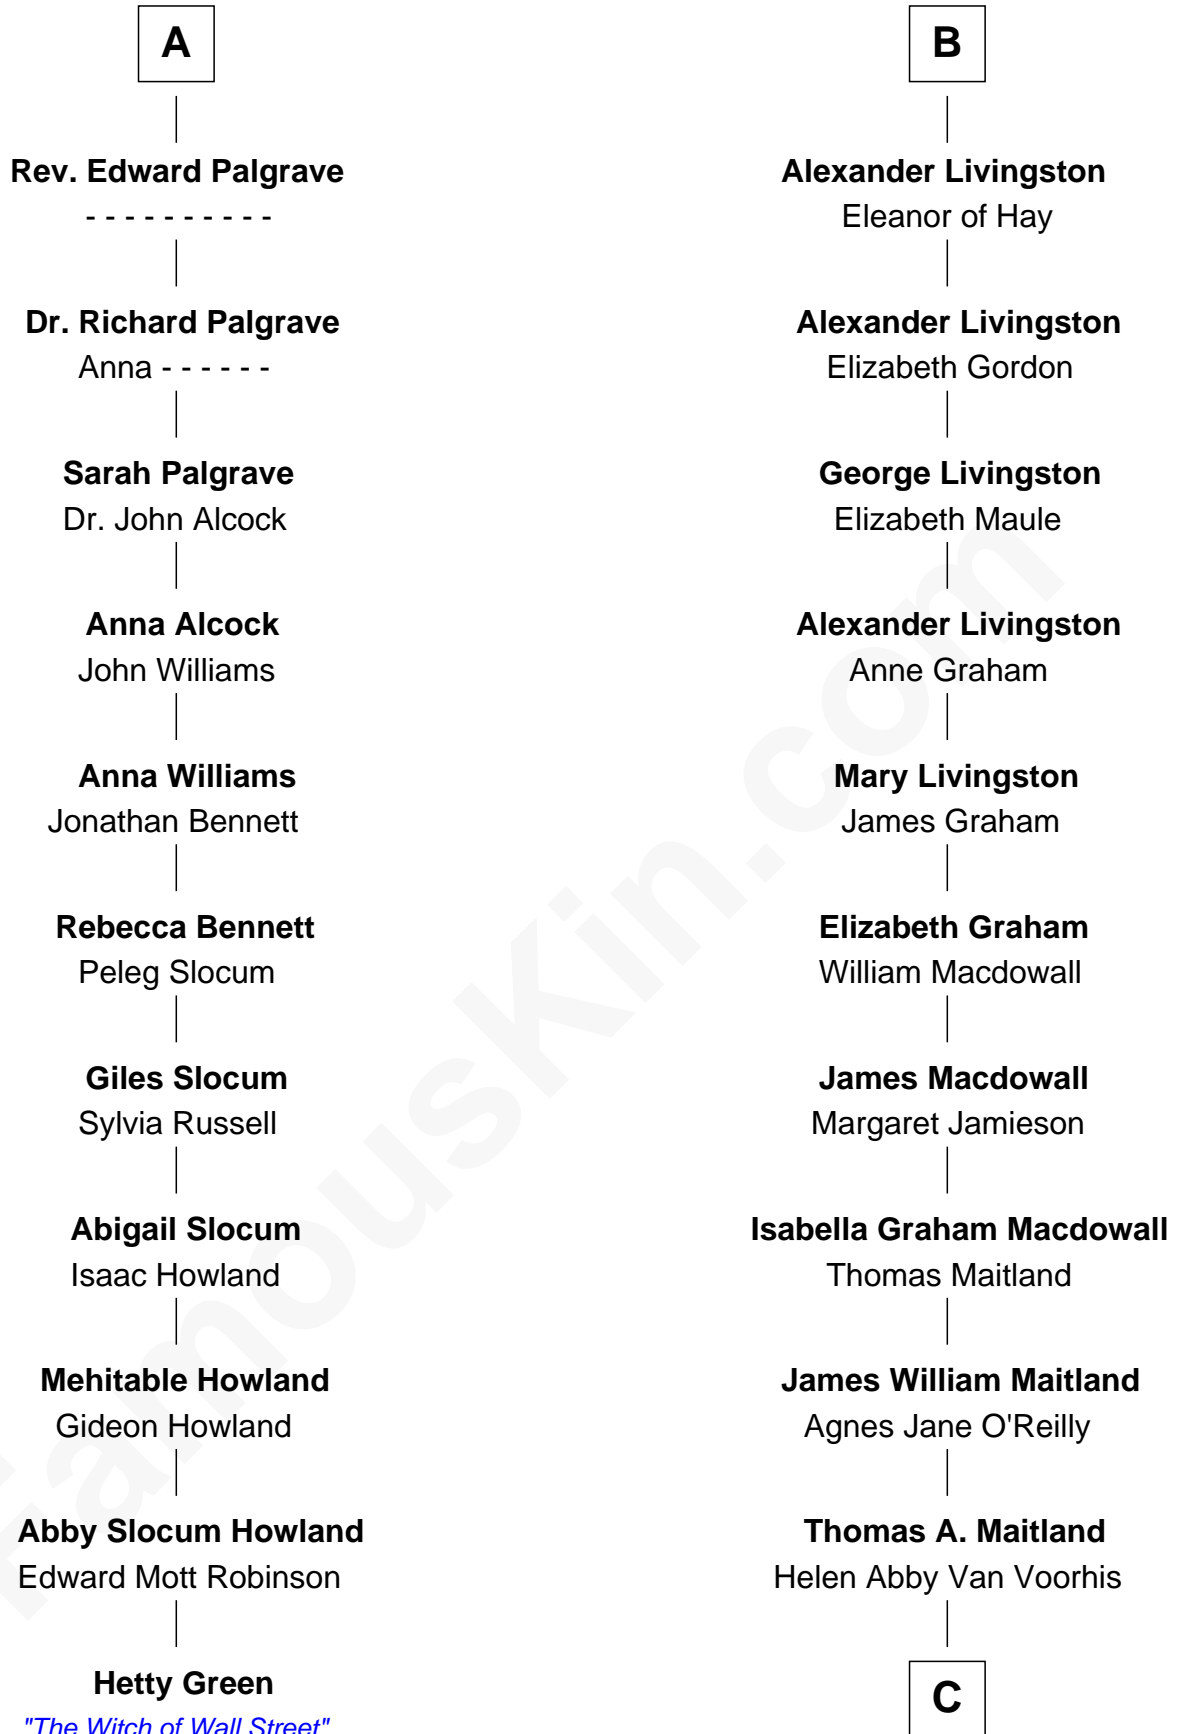 A
Rev. Edward Palgrave
- - - - - - - - - -
Dr. Richard Palgrave
Anna - - - - - -
Sarah Palgrave
Dr. John Alcock
Anna Alcock
John Williams
Anna Williams
Jonathan Bennett
Rebecca Bennett
Peleg Slocum
Giles Slocum
Sylvia Russell
Abigail Slocum
Isaac Howland
Mehitable Howland
Gideon Howland
Abby Slocum Howland
Edward Mott Robinson
Hetty Green
"The Witch of Wall Street"
B
Alexander Livingston
Eleanor of Hay
Alexander Livingston
Elizabeth Gordon
George Livingston
Elizabeth Maule
Alexander Livingston
Anne Graham
Mary Livingston
James Graham
Elizabeth Graham
William Macdowall
James Macdowall
Margaret Jamieson
Isabella Graham Macdowall
Thomas Maitland
James William Maitland
Agnes Jane O'Reilly
Thomas A. Maitland
Helen Abby Van Voorhis
C
FamousKin.com